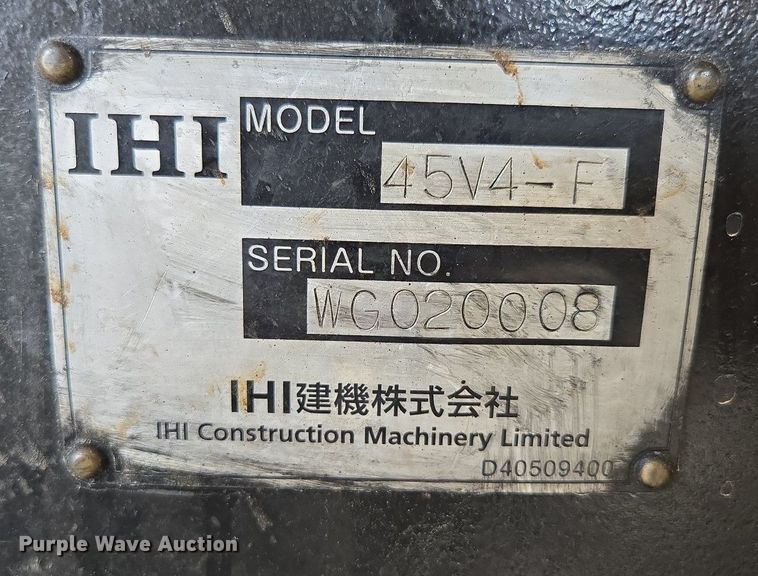 IHI
MODEL
45V4-F
SERIAL NO.
WG020008
IHI建機株式会社
IHI Construction Machinery Limited
D40509400
Purple Wave Auction